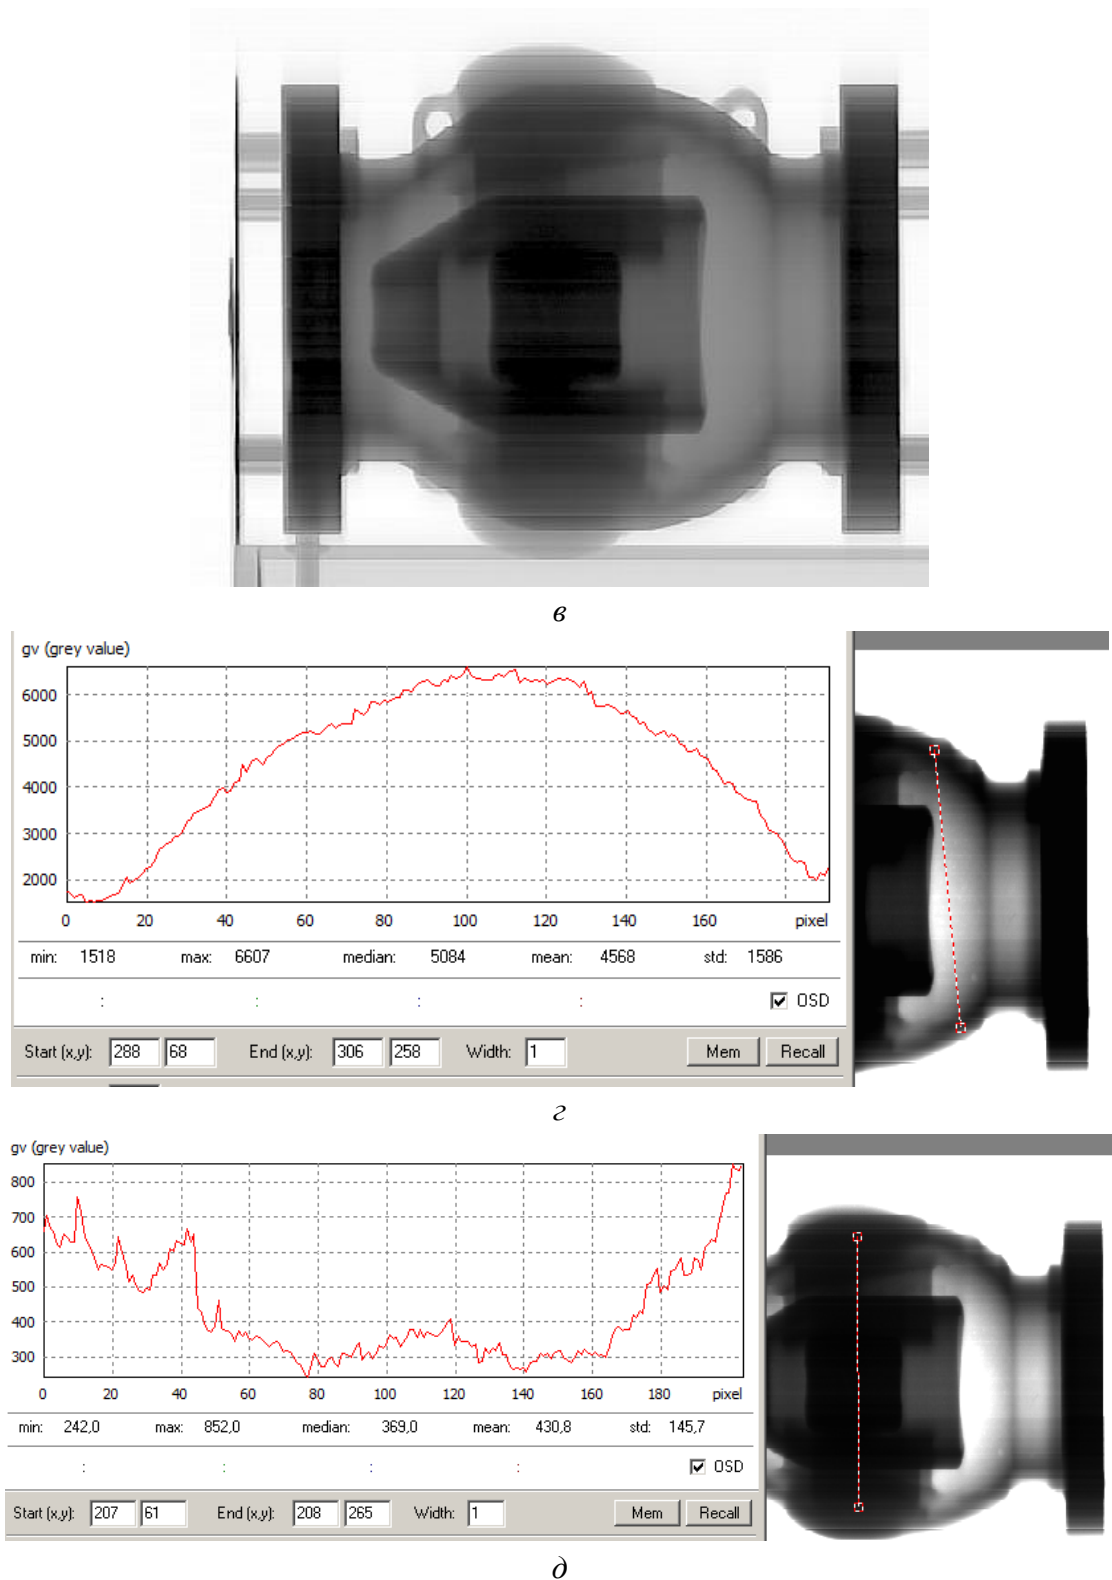 в
gv (grey value)
6000
5000
4000
3000
2000
0 20 40 60 80 100 120 140 160 pixel
min: 1518 max: 6607 median: 5084 mean: 4568 std: 1586
: : : : OSD
Start (x,y): 288 68 End (x,y): 306 258 Width: 1 Mem Recall
г
gv (grey value)
800
700
600
500
400
300
0 20 40 60 80 100 120 140 160 180 pixel
min: 242,0 max: 852,0 median: 369,0 mean: 430,8 std: 145,7
: : : : OSD
Start (x,y): 207 61 End (x,y): 208 265 Width: 1 Mem Recall
д